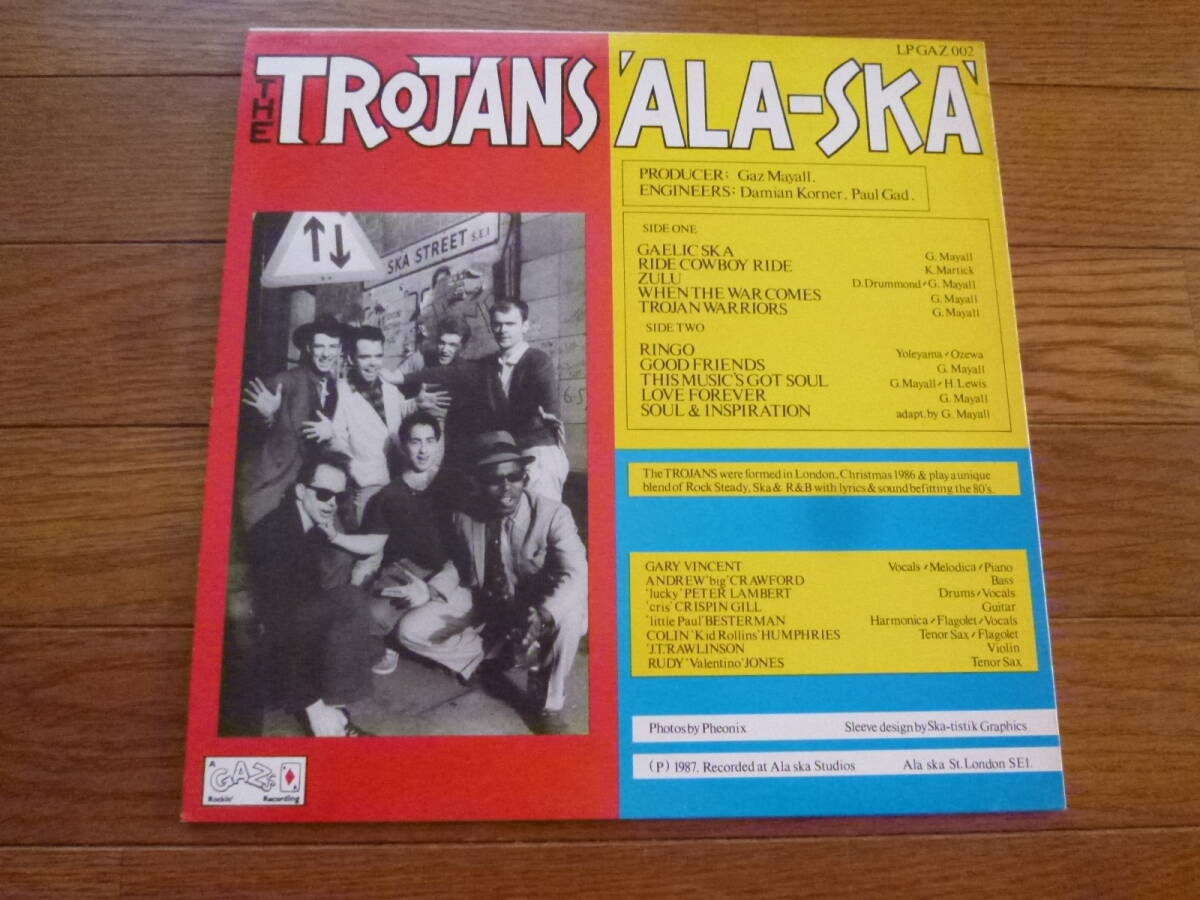 THE TROJANS
'ALA-SKA'
LP GAZ 002
PRODUCER: Gaz Mayall.
ENGINEERS: Damian Korner, Paul Gad.
SIDE ONE
GAELIC SKA G. Mayall
RIDE COWBOY RIDE K. Martick
ZULU D. Drummond/G. Mayall
WHEN THE WAR COMES G. Mayall
TROJAN WARRIORS G. Mayall
SIDE TWO
RINGO Yoleyama/Ozewa
GOOD FRIENDS G. Mayall
THIS MUSIC'S GOT SOUL G. Mayall/H. Lewis
LOVE FOREVER G. Mayall
SOUL & INSPIRATION adapt. by G. Mayall
The TROJANS were formed in London, Christmas 1986 & play a unique
blend of Rock Steady, Ska & R&B with lyrics & sound befitting the 80's.
GARY VINCENT Vocals/Melodica/Piano
ANDREW 'big' CRAWFORD Bass
'lucky' PETER LAMBERT Drums/Vocals
'cris' CRISPIN GILL Guitar
'little Paul' BESTERMAN Harmonica/Flagolet/Vocals
COLIN 'Kid Rollins' HUMPHRIES Tenor Sax/Flagolet
'J.T.' RAWLINSON Violin
RUDY 'Valentino' JONES Tenor Sax
Photos by Pheonix Sleeve design by Ska-tistik Graphics
(P) 1987. Recorded at Ala ska Studios Ala ska St. London SE1.
SKA STREET S.E.1
6-5
A
GAZ's
Rockin' Recording